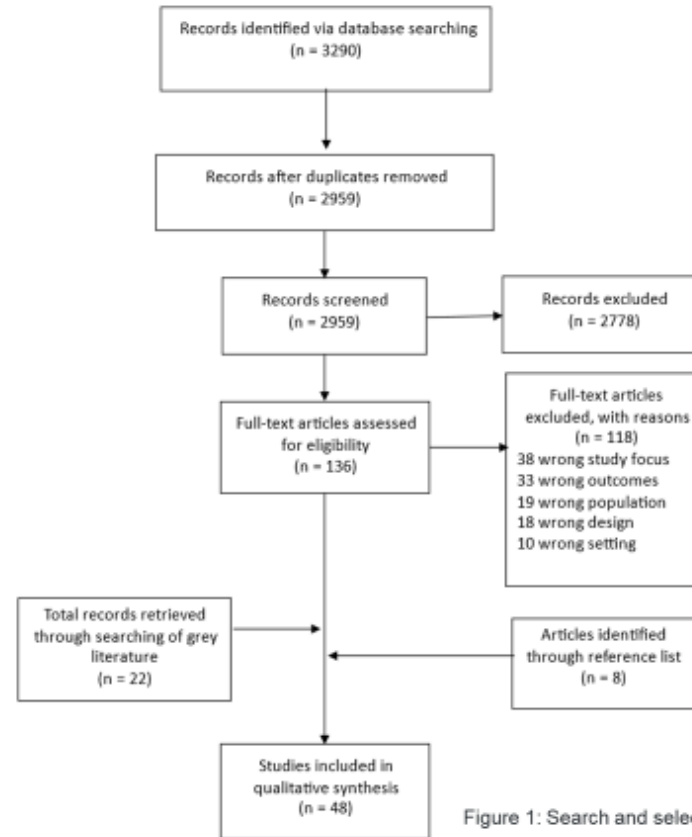 Records identified via database searching
(n = 3290)
Records after duplicates removed
(n = 2959)
Records screened
(n = 2959)
Records excluded
(n = 2778)
Full-text articles assessed
for eligibility
(n = 136)
Full-text articles
excluded, with reasons
(n = 118)
38 wrong study focus
33 wrong outcomes
19 wrong population
18 wrong design
10 wrong setting
Total records retrieved
through searching of grey
literature
(n = 22)
Articles identified
through reference list
(n = 8)
Studies included in
qualitative synthesis
(n = 48)
Figure 1: Search and selec